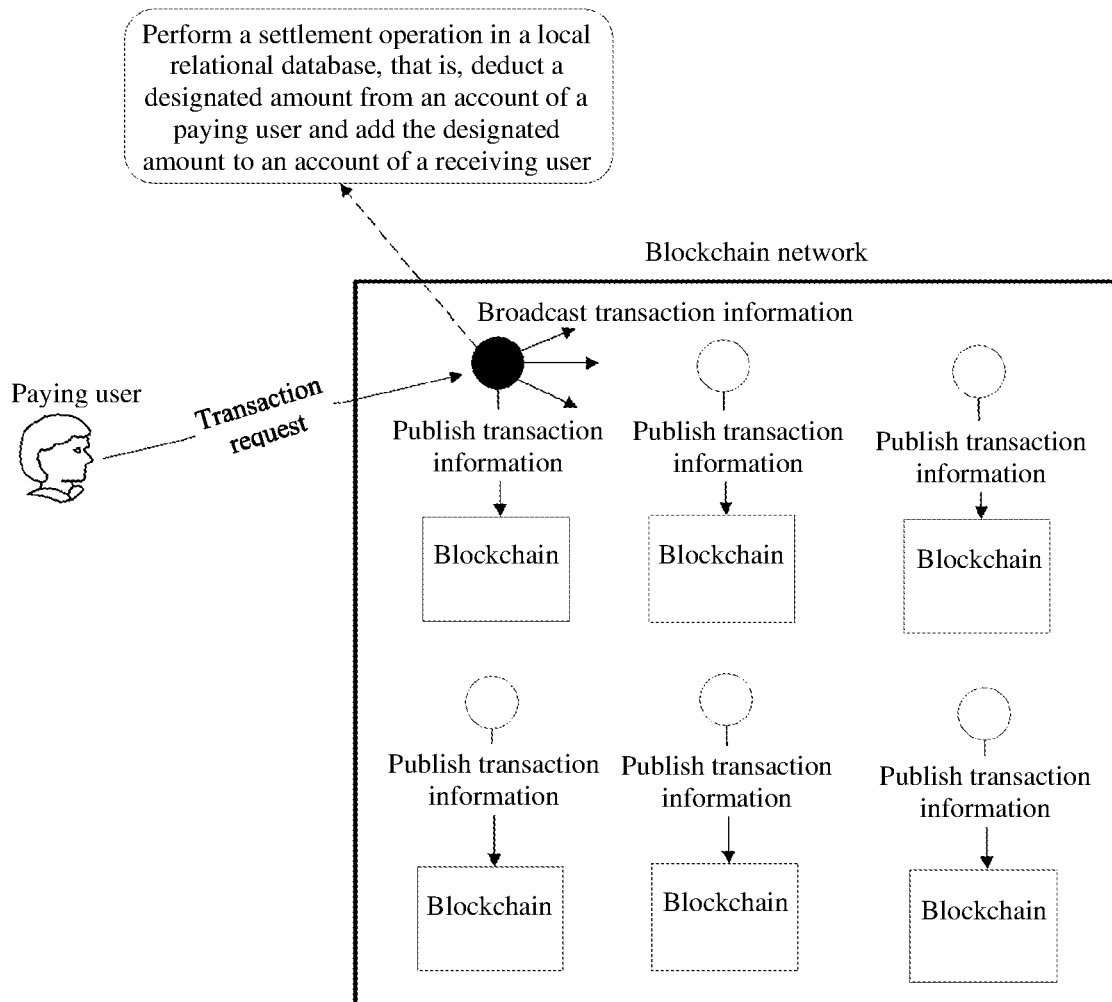 Perform a settlement operation in a local
relational database, that is, deduct a
designated amount from an account of a
paying user and add the designated
amount to an account of a receiving user
Blockchain network
Broadcast transaction information
Paying user
Transaction
request
Publish transaction
information
Publish transaction
information
Publish transaction
information
Blockchain
Blockchain
Blockchain
Publish transaction
information
Publish transaction
information
Publish transaction
information
Blockchain
Blockchain
Blockchain